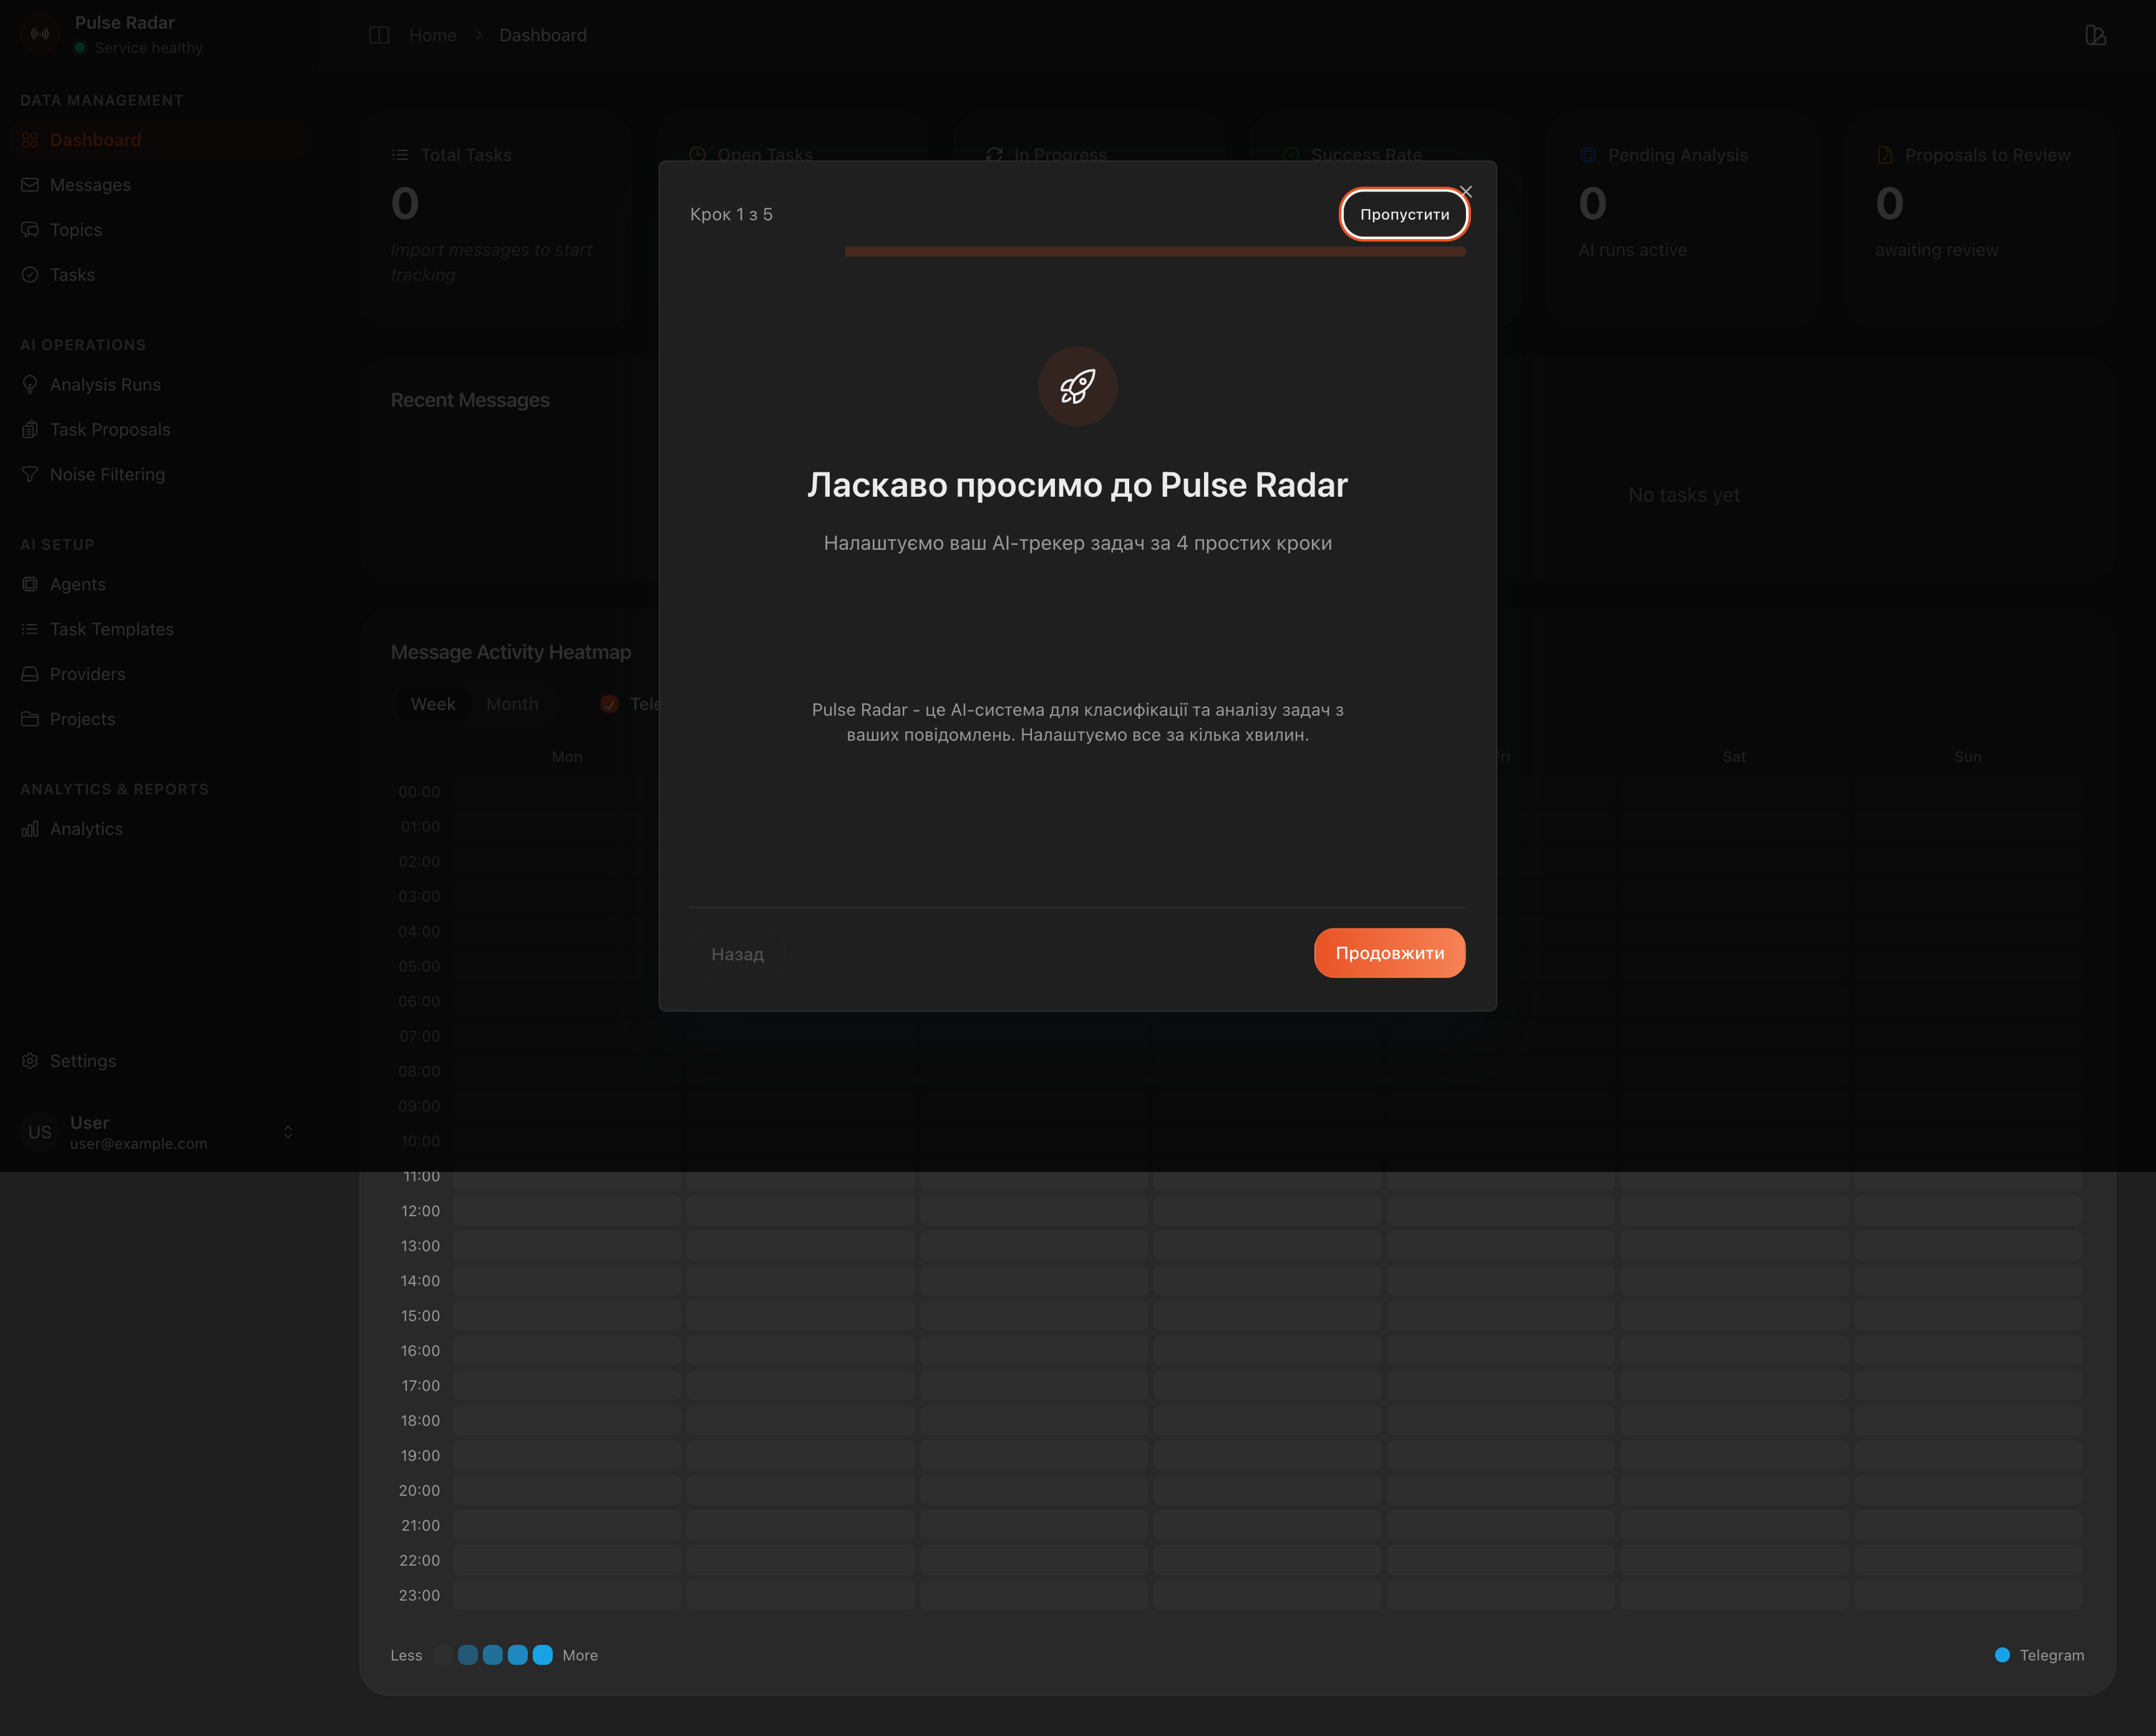 Pulse Radar
Service healthy
Home
Dashboard
DATA MANAGEMENT
Dashboard
Messages
Topics
Tasks
AI OPERATIONS
Analysis Runs
Task Proposals
Noise Filtering
AI SETUP
Agents
Task Templates
Providers
Projects
ANALYTICS & REPORTS
Analytics
Settings
US
User
user@example.com
Total Tasks
0
Import messages to start
tracking
Open Tasks
In Progress
Success Rate
Pending Analysis
0
AI runs active
Proposals to Review
0
awaiting review
Recent Messages
No tasks yet
Крок 1 з 5
Пропустити
Ласкаво просимо до Pulse Radar
Налаштуємо ваш AI-трекер задач за 4 простих кроки
Pulse Radar - це AI-система для класифікації та аналізу задач з
ваших повідомлень. Налаштуємо все за кілька хвилин.
Назад
Продовжити
Message Activity Heatmap
Week
Month
Tele
Mon
Fri
Sat
Sun
00:00
01:00
02:00
03:00
04:00
05:00
06:00
07:00
08:00
09:00
10:00
11:00
12:00
13:00
14:00
15:00
16:00
17:00
18:00
19:00
20:00
21:00
22:00
23:00
Less
More
Telegram